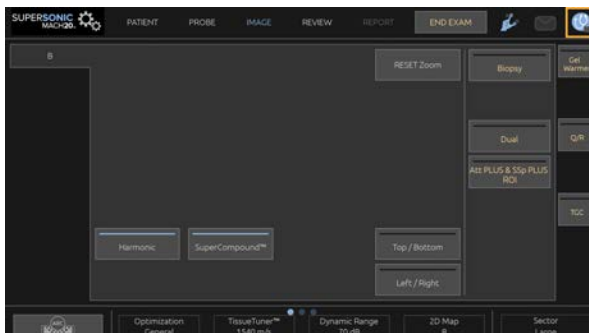 SUPERSONIC
MACH20.
PATIENT
PROBE
IMAGE
REVIEW
REPORT
END EXAM
B
RESET Zoom
Biopsy
Gel
Warmer
Dual
Q/R
Att PLUS & SSp PLUS
ROI
TGC
Harmonic
SuperCompound™
Top / Bottom
Left / Right
Optimization
General
TissueTuner™
1540 m/s
Dynamic Range
70 dB
2D Map
8
Sector
Large